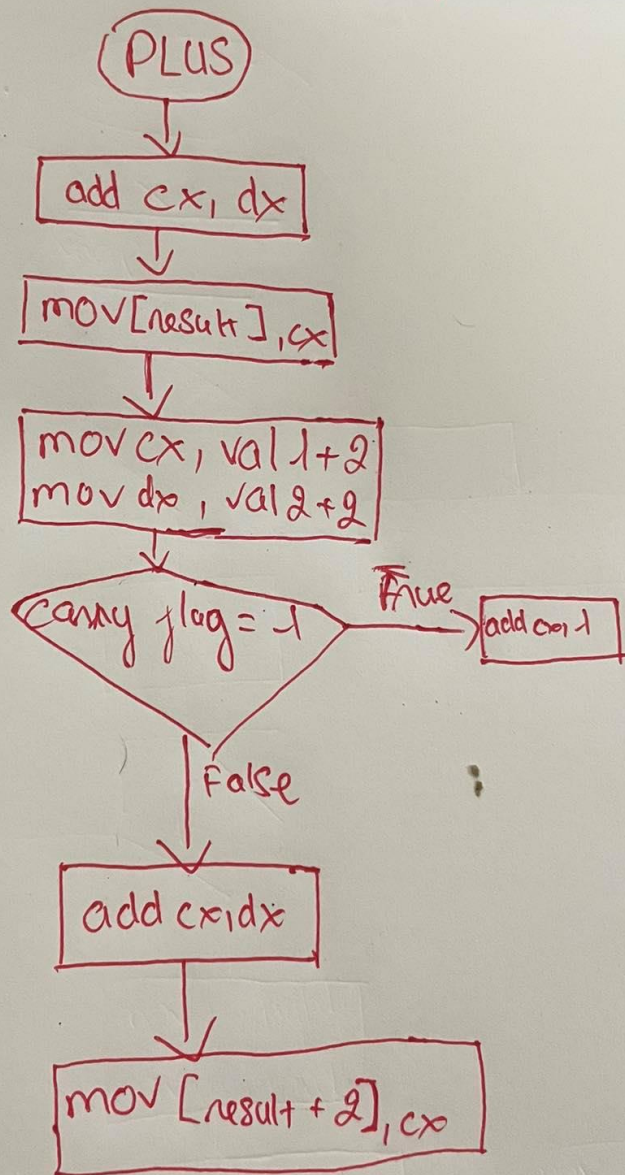 PLUS
add cx, dx
mov [result], cx
mov cx, val1+2
mov dx, val2+2
carry flag = 1
True
add cx, 1
False
add cx, dx
mov [result + 2], cx